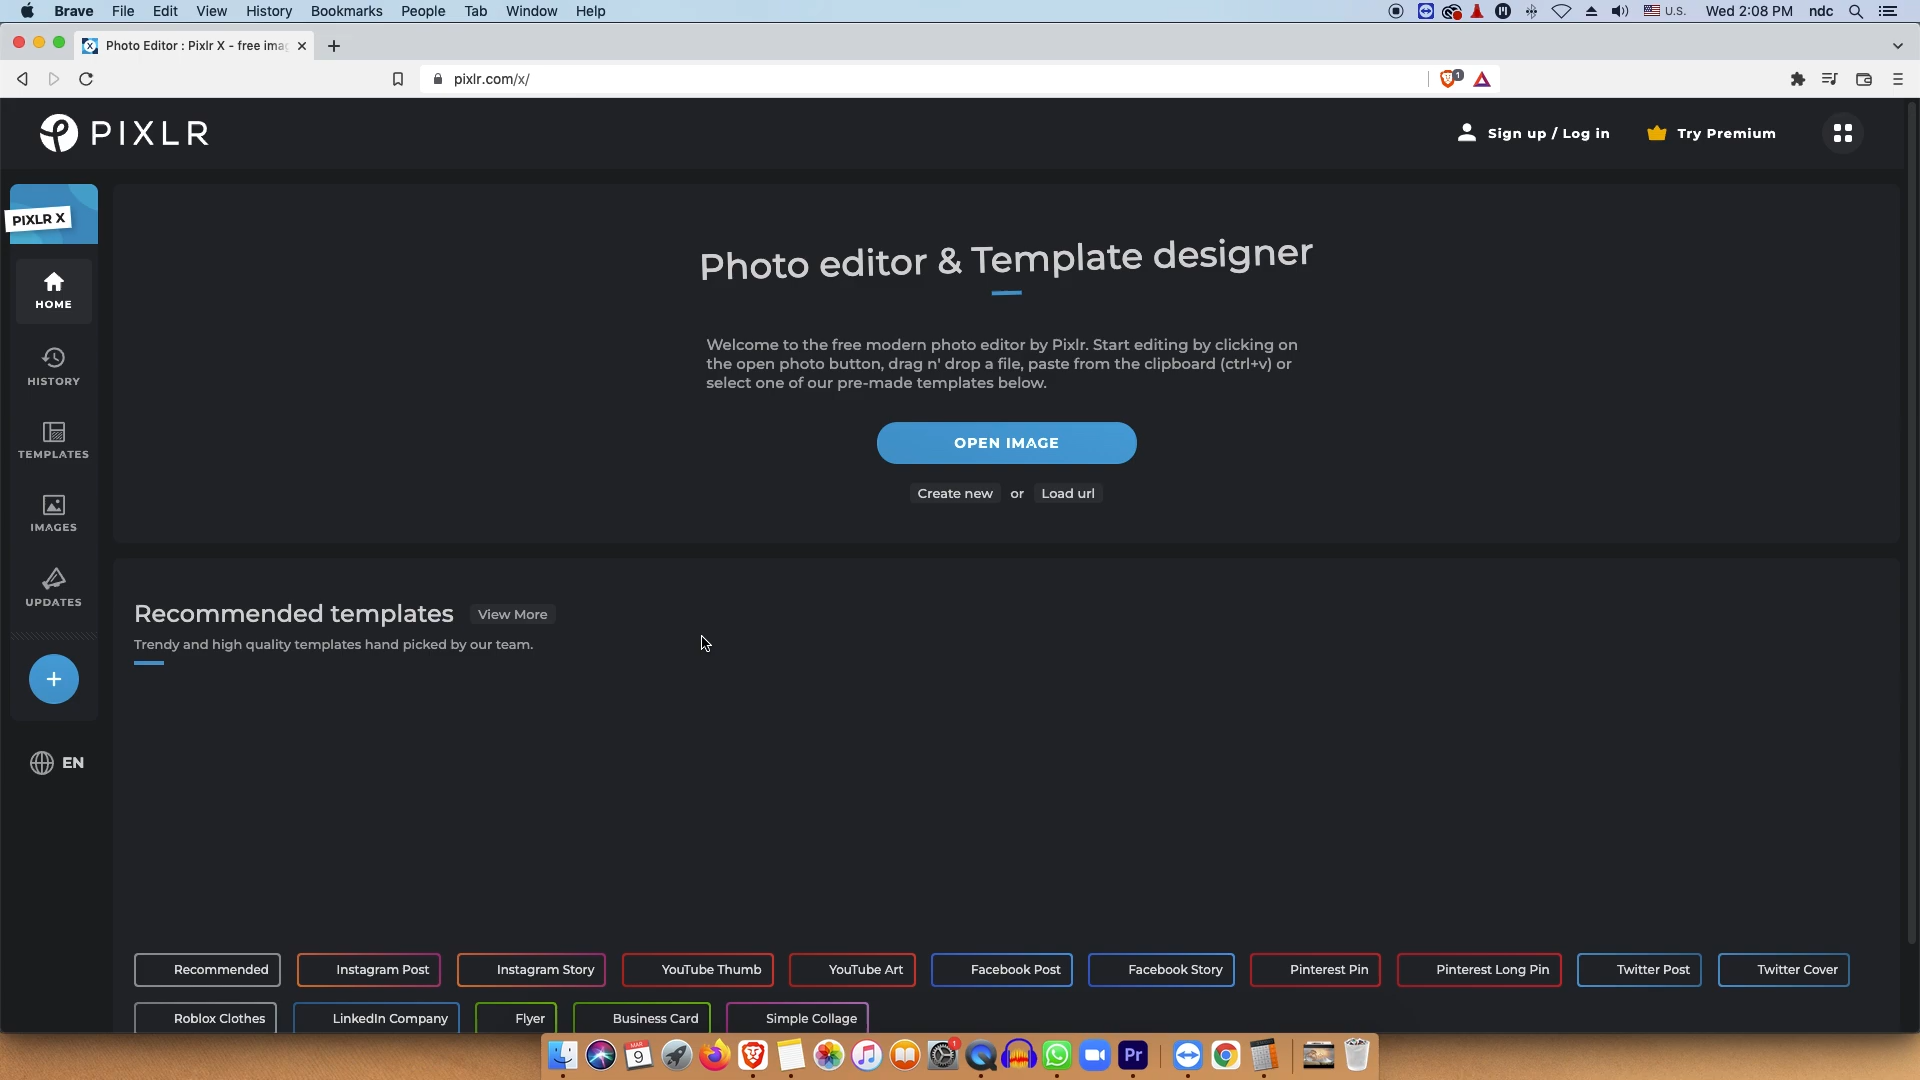 Brave File Edit View History Bookmarks People Tab Window Help
U.S. Wed 2:08 PM ndc
Photo Editor : Pixlr X - free ima
pixlr.com/x/
1
PIXLR
Sign up / Log in
Try Premium
PIXLR X
HOME
HISTORY
TEMPLATES
IMAGES
UPDATES
+
EN
Photo editor & Template designer
Welcome to the free modern photo editor by Pixlr. Start editing by clicking on
the open photo button, drag n' drop a file, paste from the clipboard (ctrl+v) or
select one of our pre-made templates below.
OPEN IMAGE
Create new or Load url
Recommended templates View More
Trendy and high quality templates hand picked by our team.
Recommended Instagram Post Instagram Story YouTube Thumb YouTube Art Facebook Post Facebook Story Pinterest Pin Pinterest Long Pin Twitter Post Twitter Cover
Roblox Clothes LinkedIn Company Flyer Business Card Simple Collage
MAR
9
1
Pr